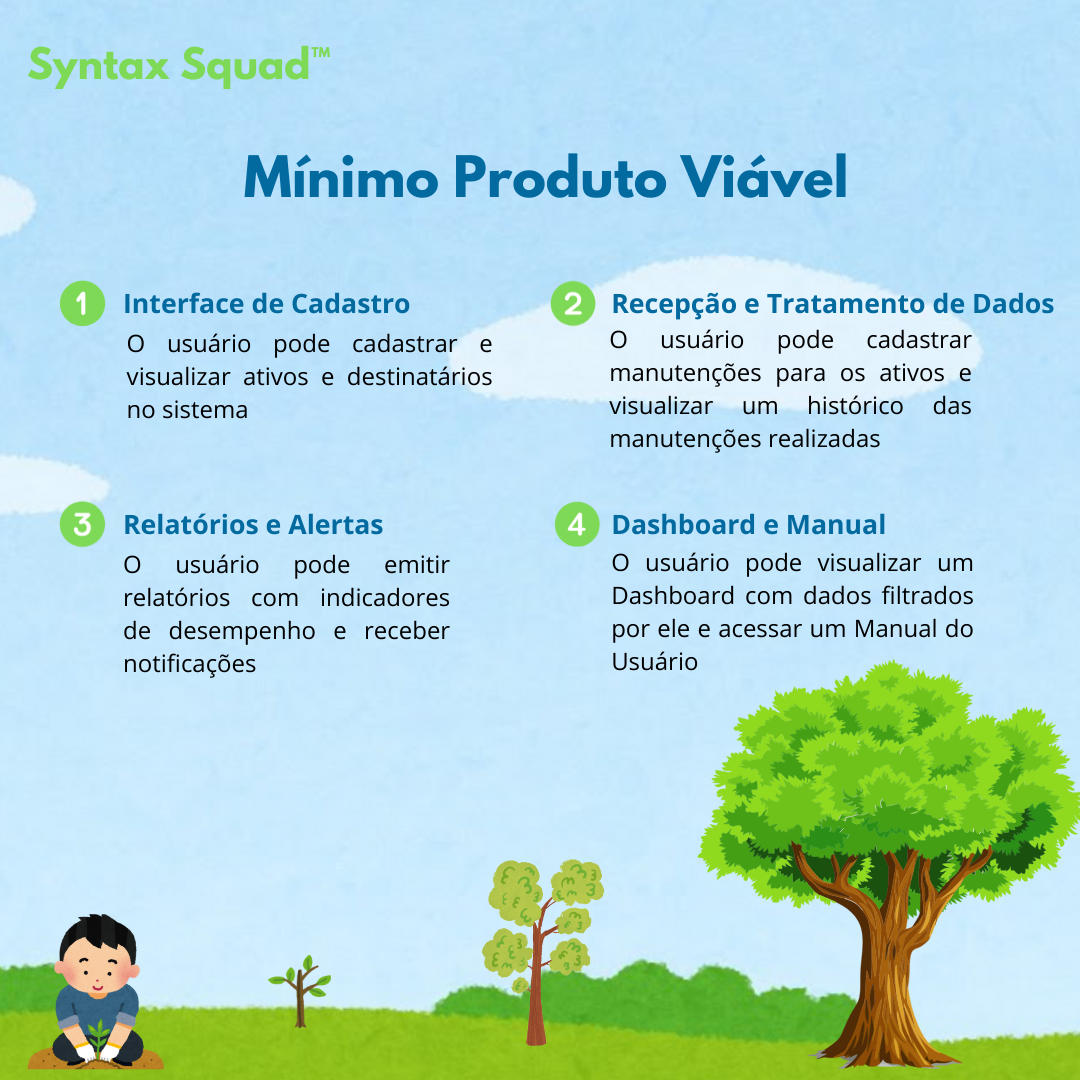 Syntax Squad™
Mínimo Produto Viável
1 Interface de Cadastro
O usuário pode cadastrar e
visualizar ativos e destinatários
no sistema
2 Recepção e Tratamento de Dados
O usuário pode cadastrar
manutenções para os ativos e
visualizar um histórico das
manutenções realizadas
3 Relatórios e Alertas
O usuário pode emitir
relatórios com indicadores
de desempenho e receber
notificações
4 Dashboard e Manual
O usuário pode visualizar um
Dashboard com dados filtrados
por ele e acessar um Manual do
Usuário